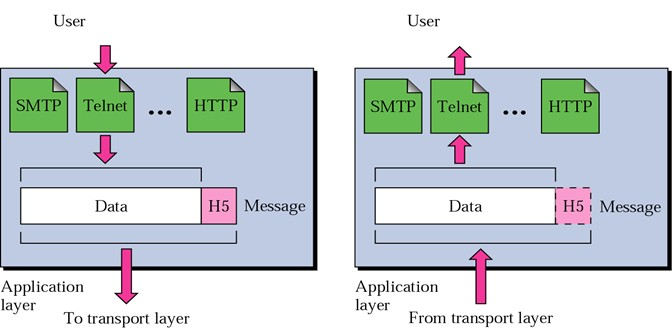 User
SMTP
Telnet
...
HTTP
Data
H5
Message
Application
layer
To transport layer
User
SMTP
Telnet
...
HTTP
Data
H5
Message
Application
layer
From transport layer